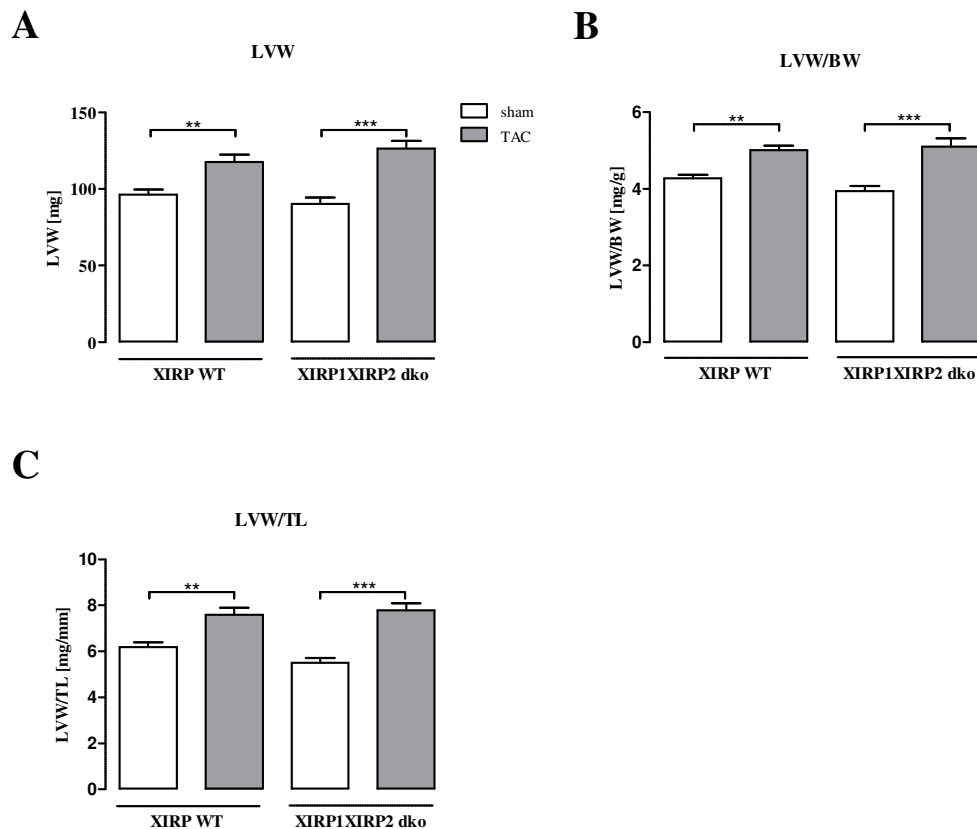 A
LVW
150
100
50
0
LVW [mg]
**
***
sham
TAC
XIRP WT
XIRP1XIRP2 dko
B
LVW/BW
6
4
2
0
LVW/BW [mg/g]
**
***
XIRP WT
XIRP1XIRP2 dko
C
LVW/TL
10
8
6
4
2
0
LVW/TL [mg/mm]
**
***
XIRP WT
XIRP1XIRP2 dko